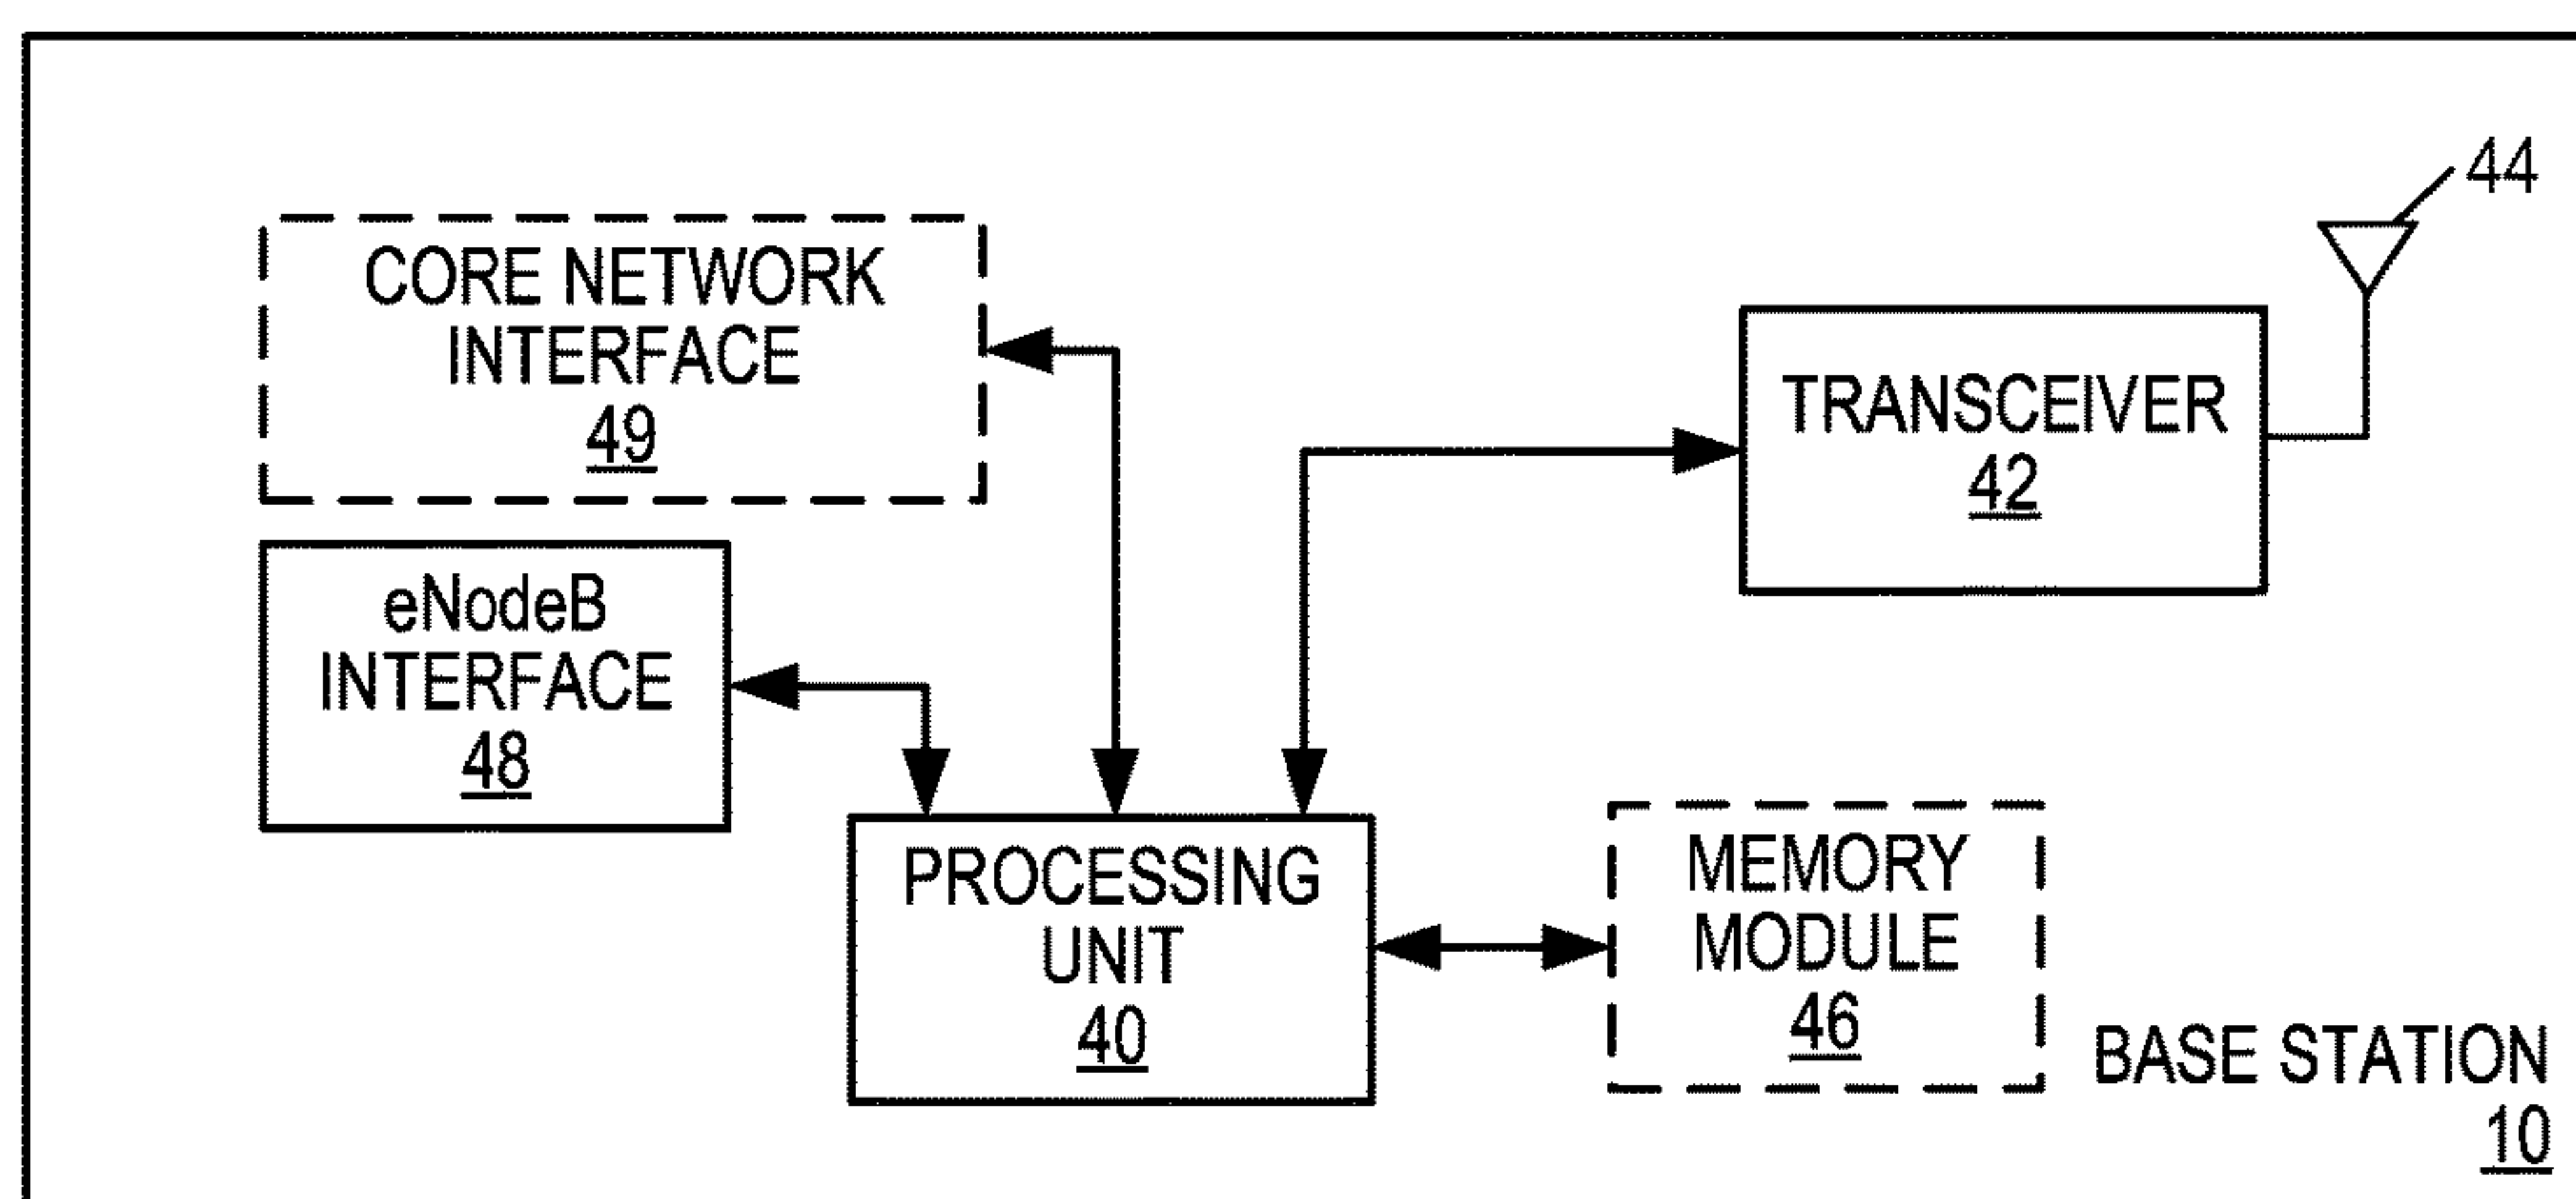 44
CORE NETWORK
INTERFACE
49
TRANSCEIVER
42
eNodeB
INTERFACE
48
PROCESSING
UNIT
40
MEMORY
MODULE
46
BASE STATION
10